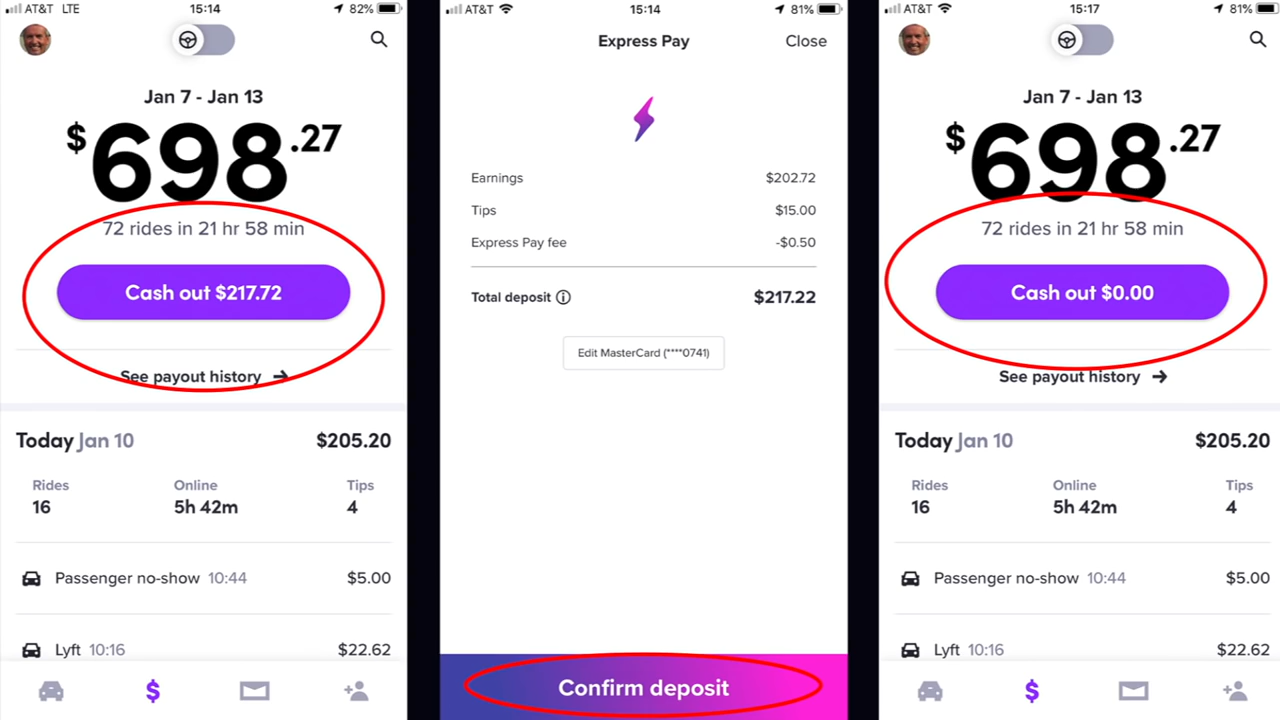 AT&T LTE 15:14 82%
Jan 7 - Jan 13
$698.27
72 rides in 21 hr 58 min
Cash out $217.72
See payout history →
Today Jan 10 $205.20
Rides Online Tips
16 5h 42m 4
Passenger no-show 10:44 $5.00
Lyft 10:16 $22.62
$
AT&T 15:14 81%
Express Pay Close
Earnings $202.72
Tips $15.00
Express Pay fee -$0.50
Total deposit $217.22
Edit MasterCard (****0741)
Confirm deposit
AT&T 15:17 81%
Jan 7 - Jan 13
$698.27
72 rides in 21 hr 58 min
Cash out $0.00
See payout history →
Today Jan 10 $205.20
Rides Online Tips
16 5h 42m 4
Passenger no-show 10:44 $5.00
Lyft 10:16 $22.62
$